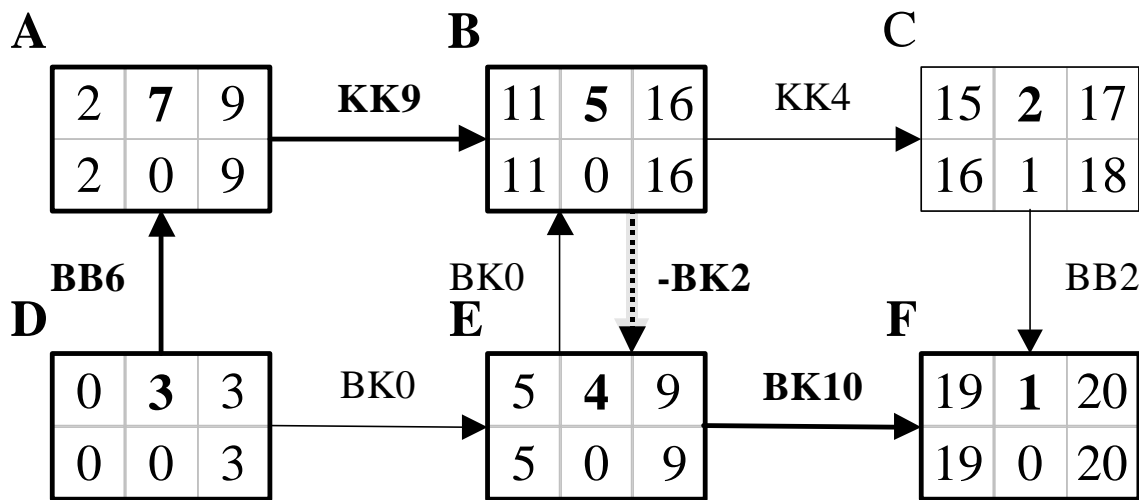 A B C
2 7 9 KK9 11 5 16 KK4 15 2 17
2 0 9 11 0 16 16 1 18
BB6 BK0 -BK2 BB2
D E F
0 3 3 BK0 5 4 9 BK10 19 1 20
0 0 3 5 0 9 19 0 20